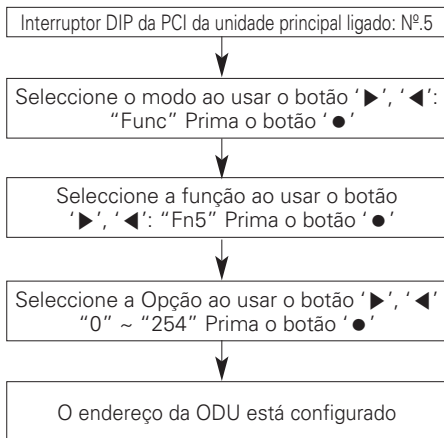 Interruptor DIP da PCI da unidade principal ligado: Nº.5
Seleccione o modo ao usar o botão ‘▶’, ‘◀’:
“Func” Prima o botão ‘●’
Seleccione a função ao usar o botão
‘▶’, ‘◀’: “Fn5” Prima o botão ‘●’
Seleccione a Opção ao usar o botão ‘▶’, ‘◀’
“0” ~ “254” Prima o botão ‘●’
O endereço da ODU está configurado